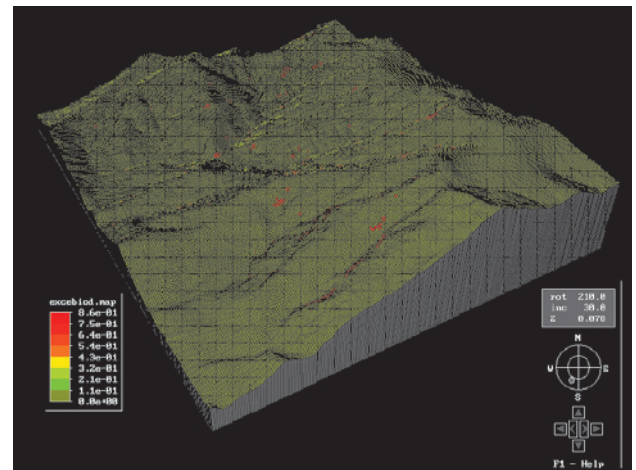 excebiod.map
8.6e-01
7.5e-01
6.4e-01
5.4e-01
4.3e-01
3.2e-01
2.1e-01
1.1e-01
0.0e+00
rot 210.0
inc 30.0
Z 0.070
N
W E
S
F1 - Help